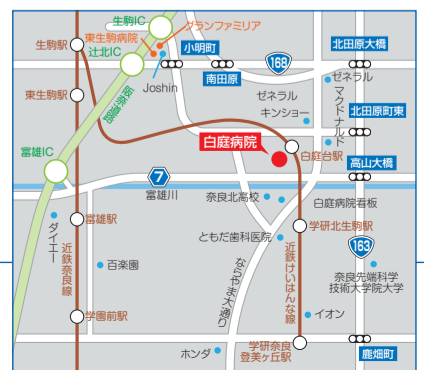 生駒IC
グランファミリア
生駒駅
東生駒病院
辻北IC
小明町
北田原大橋
168
南田原
Joshin
ゼネラル
東生駒駅
阪奈道路
ゼネラル
キンショー
マクドナルド
北田原町東
白庭病院
白庭台駅
富雄IC
高山大橋
7
富雄川
奈良北高校
白庭病院看板
富雄駅
ダイエー
近鉄奈良線
ともだ歯科医院
学研北生駒駅
近鉄けいはんな線
163
百楽園
ならやま大通り
奈良先端科学
技術大学院大学
学園前駅
イオン
ホンダ
学研奈良
登美ヶ丘駅
鹿畑町